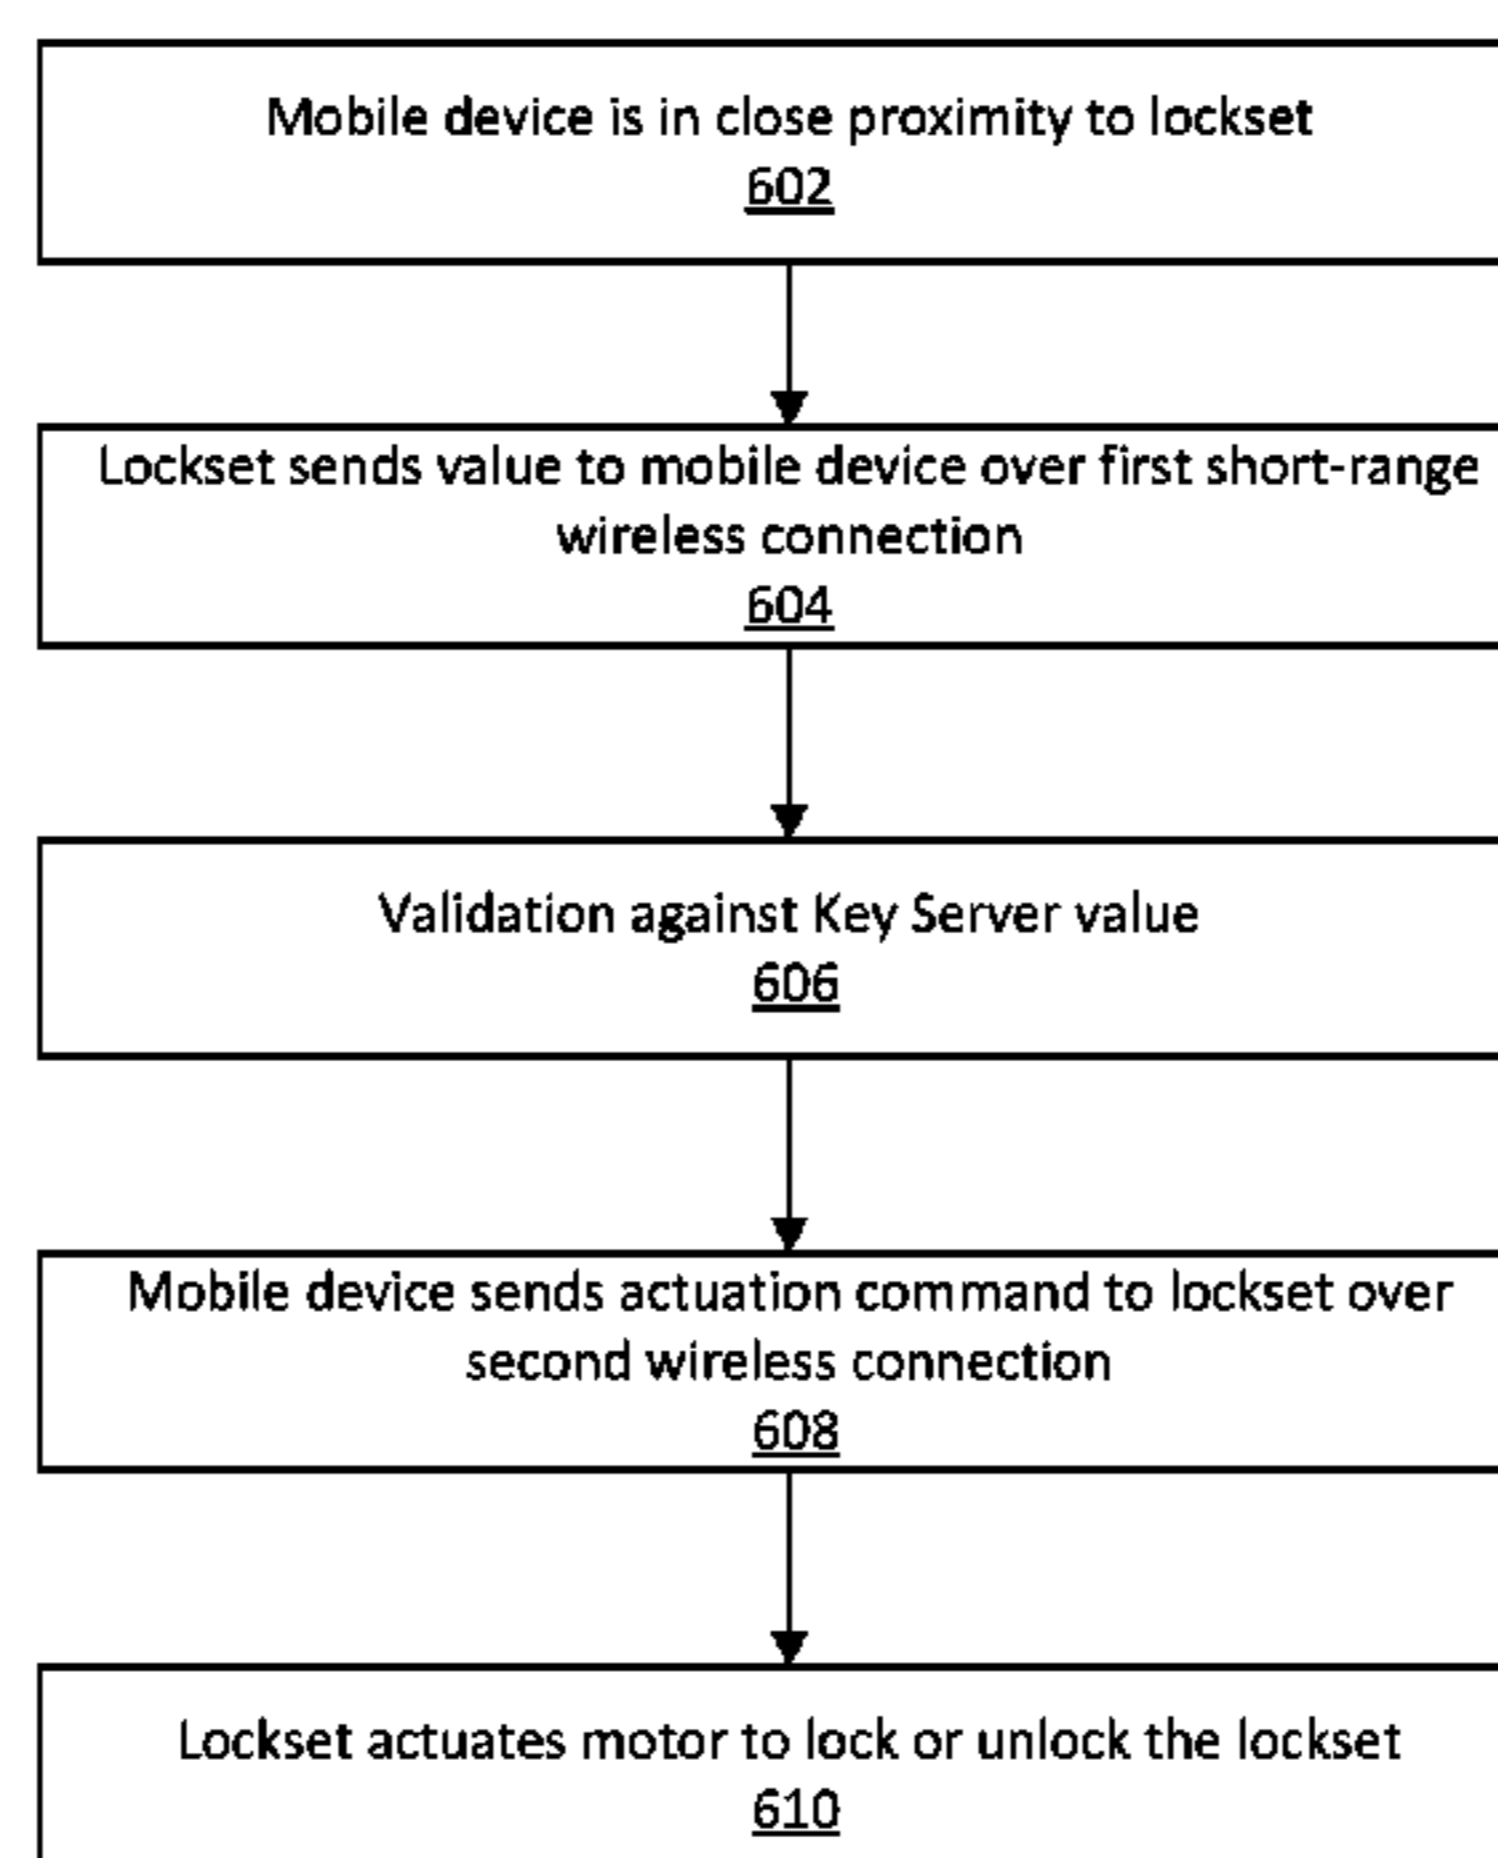 Mobile device is in close proximity to lockset
602
Lockset sends value to mobile device over first short-range
wireless connection
604
Validation against Key Server value
606
Mobile device sends actuation command to lockset over
second wireless connection
608
Lockset actuates motor to lock or unlock the lockset
610